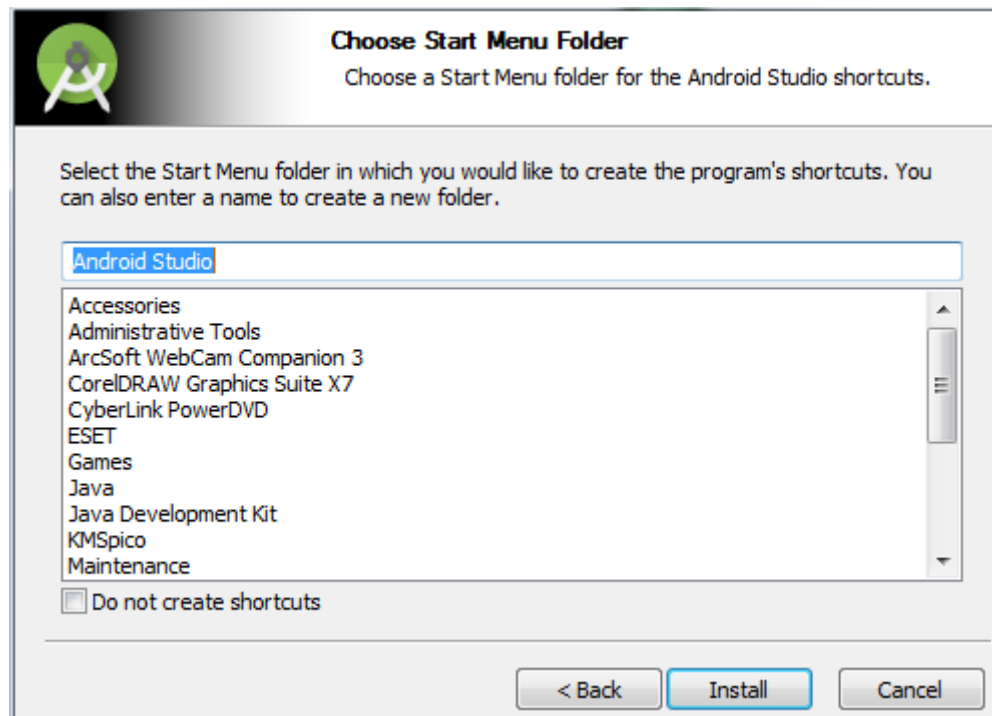 Choose Start Menu Folder
Choose a Start Menu folder for the Android Studio shortcuts.
Select the Start Menu folder in which you would like to create the program's shortcuts. You
can also enter a name to create a new folder.
Android Studio
Accessories
Administrative Tools
ArcSoft WebCam Companion 3
CorelDRAW Graphics Suite X7
CyberLink PowerDVD
ESET
Games
Java
Java Development Kit
KMSpico
Maintenance
Do not create shortcuts
< Back
Install
Cancel